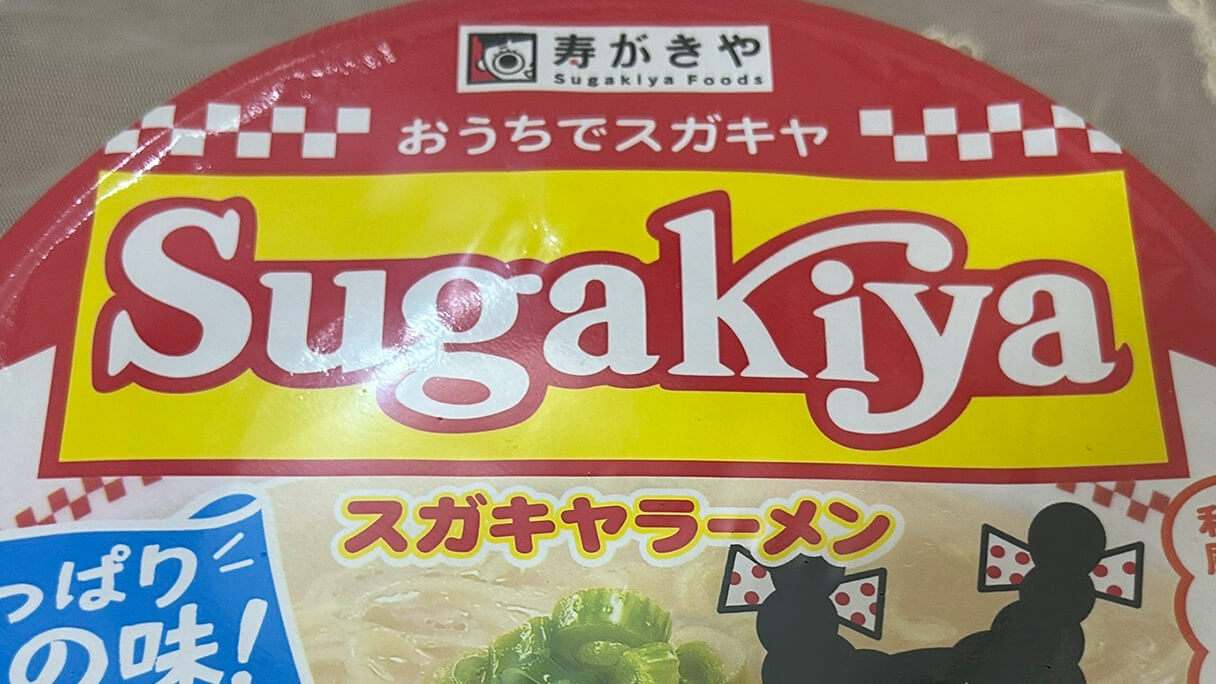 寿がきや
Sugakiya Foods
おうちでスガキヤ
Sugakiya
スガキヤラーメン
っぱり
の味!